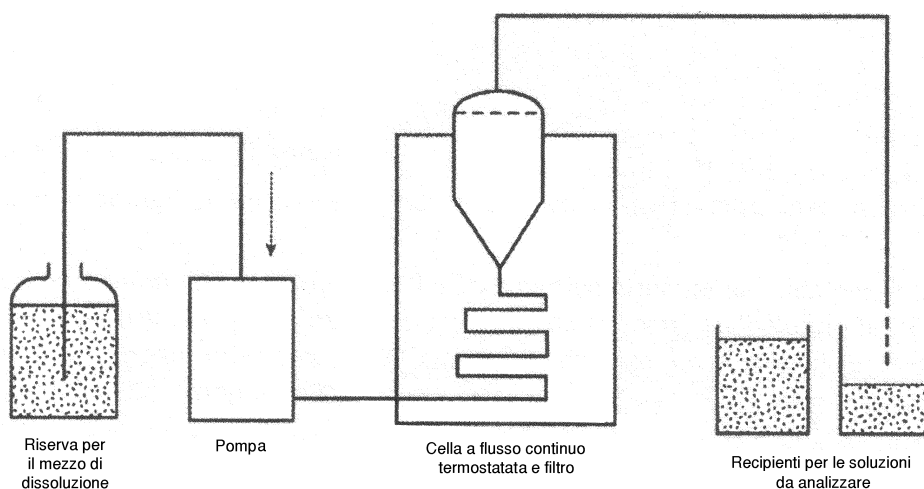 Riserva per
il mezzo di
dissoluzione
Pompa
Cella a flusso continuo
termostatata e filtro
Recipienti per le soluzioni
da analizzare